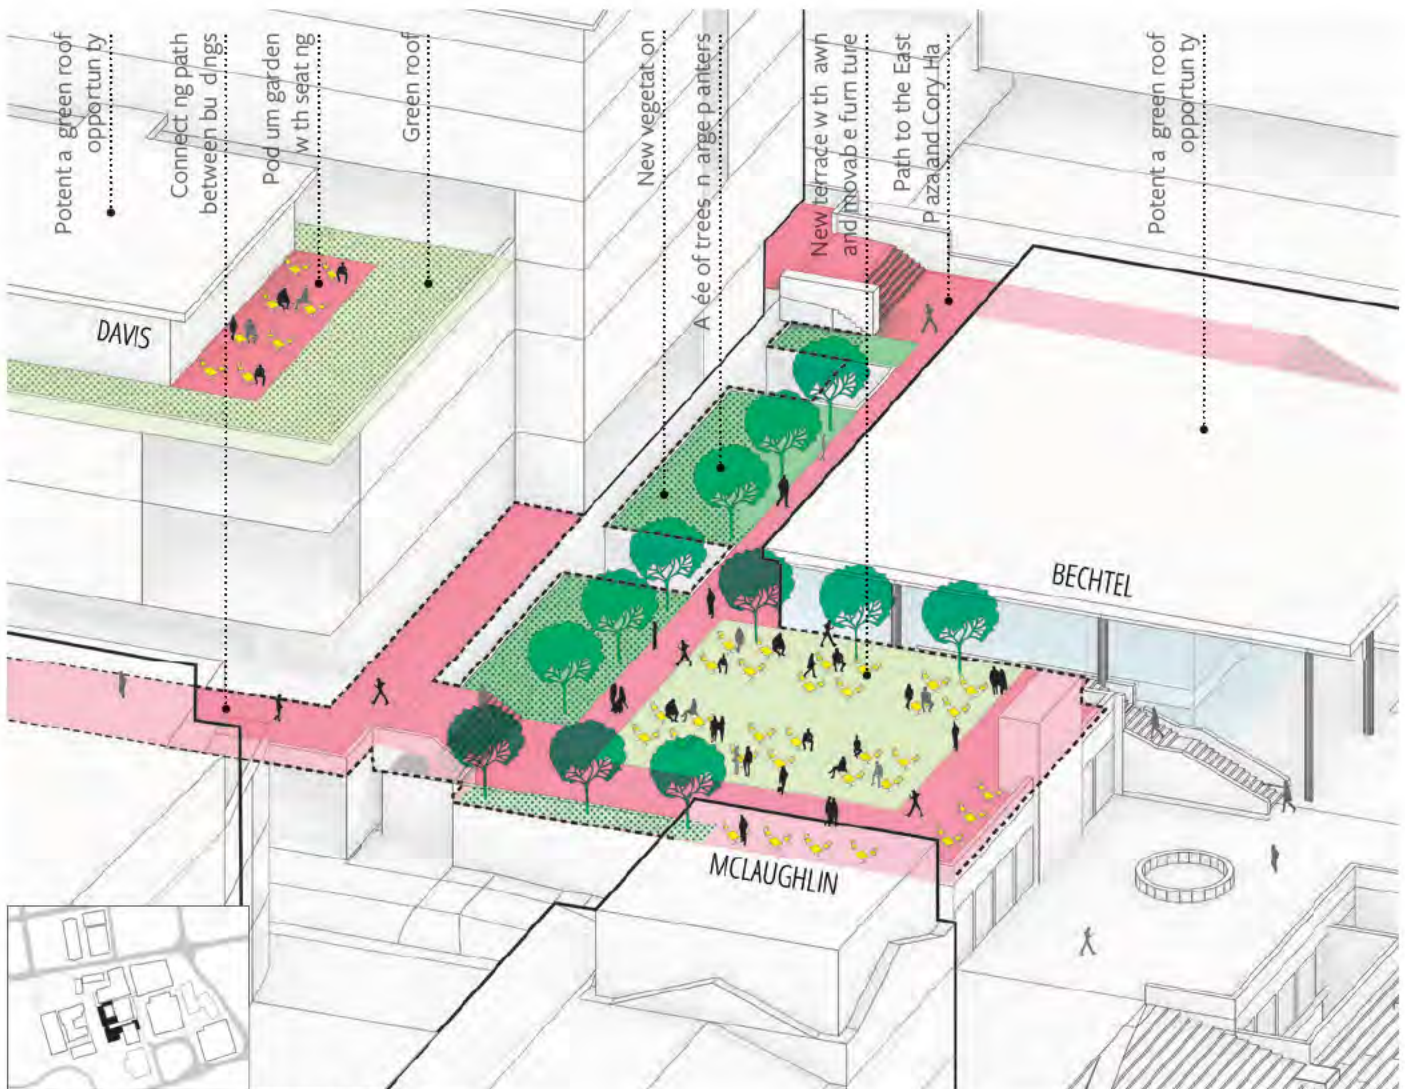 Potent a green roof
opportun ty
Connect ng path
between bu d ngs
Pod um garden
w th seat ng
Green roof
New vegetat on
A ée of trees n arge p anters
New terrace w th awn
and movab e furn ture
Path to the East
P aza and Cory Ha
Potent a green roof
opportun ty
DAVIS
BECHTEL
MCLAUGHLIN